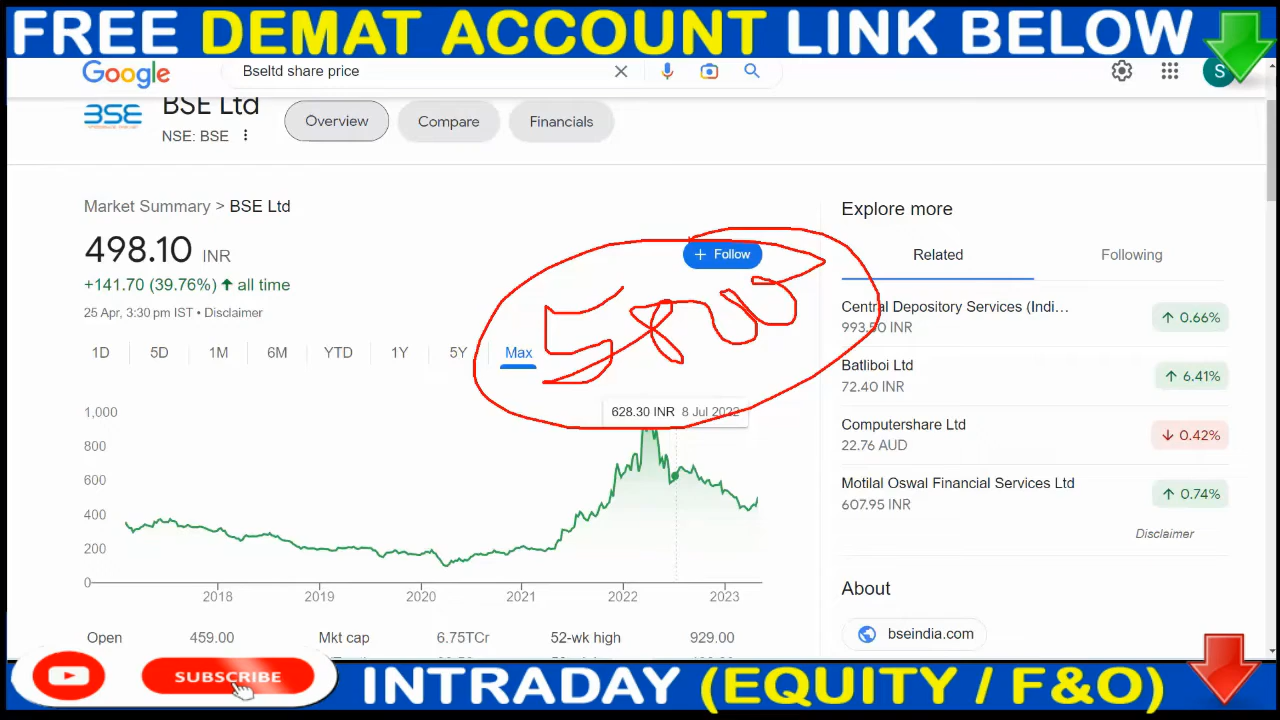 FREE DEMAT ACCOUNT LINK BELOW
Google
Bseltd share price
S
BSE
BSE Ltd
NSE: BSE
Overview
Compare
Financials
Market Summary > BSE Ltd
498.10 INR
+141.70 (39.76%) ↑ all time
25 Apr, 3:30 pm IST • Disclaimer
+ Follow
1D 5D 1M 6M YTD 1Y 5Y Max
628.30 INR 8 Jul 2022
1,000
800
600
400
200
0
2018 2019 2020 2021 2022 2023
Open 459.00 Mkt cap 6.75TCr 52-wk high 929.00
Explore more
Related Following
Central Depository Services (Indi…
993.50 INR
↑ 0.66%
Batliboi Ltd
72.40 INR
↑ 6.41%
Computershare Ltd
22.76 AUD
↓ 0.42%
Motilal Oswal Financial Services Ltd
607.95 INR
↑ 0.74%
Disclaimer
About
bseindia.com
SUBSCRIBE
INTRADAY (EQUITY / F&O)